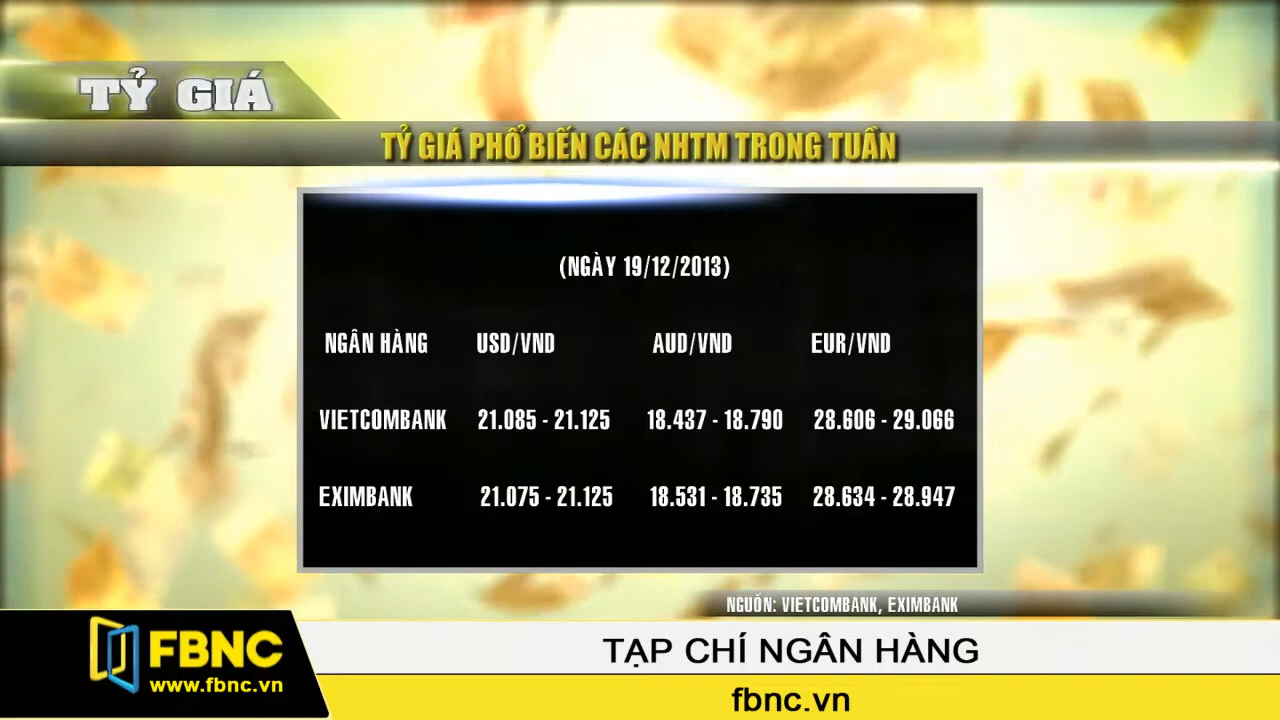 TỶ GIÁ
TỶ GIÁ PHỔ BIẾN CÁC NHTM TRONG TUẦN
(NGÀY 19/12/2013)
NGÂN HÀNG USD/VND AUD/VND EUR/VND
VIETCOMBANK 21.085 - 21.125 18.437 - 18.790 28.606 - 29.066
EXIMBANK 21.075 - 21.125 18.531 - 18.735 28.634 - 28.947
NGUỒN: VIETCOMBANK, EXIMBANK
FBNC
www.fbnc.vn
TẠP CHÍ NGÂN HÀNG
fbnc.vn